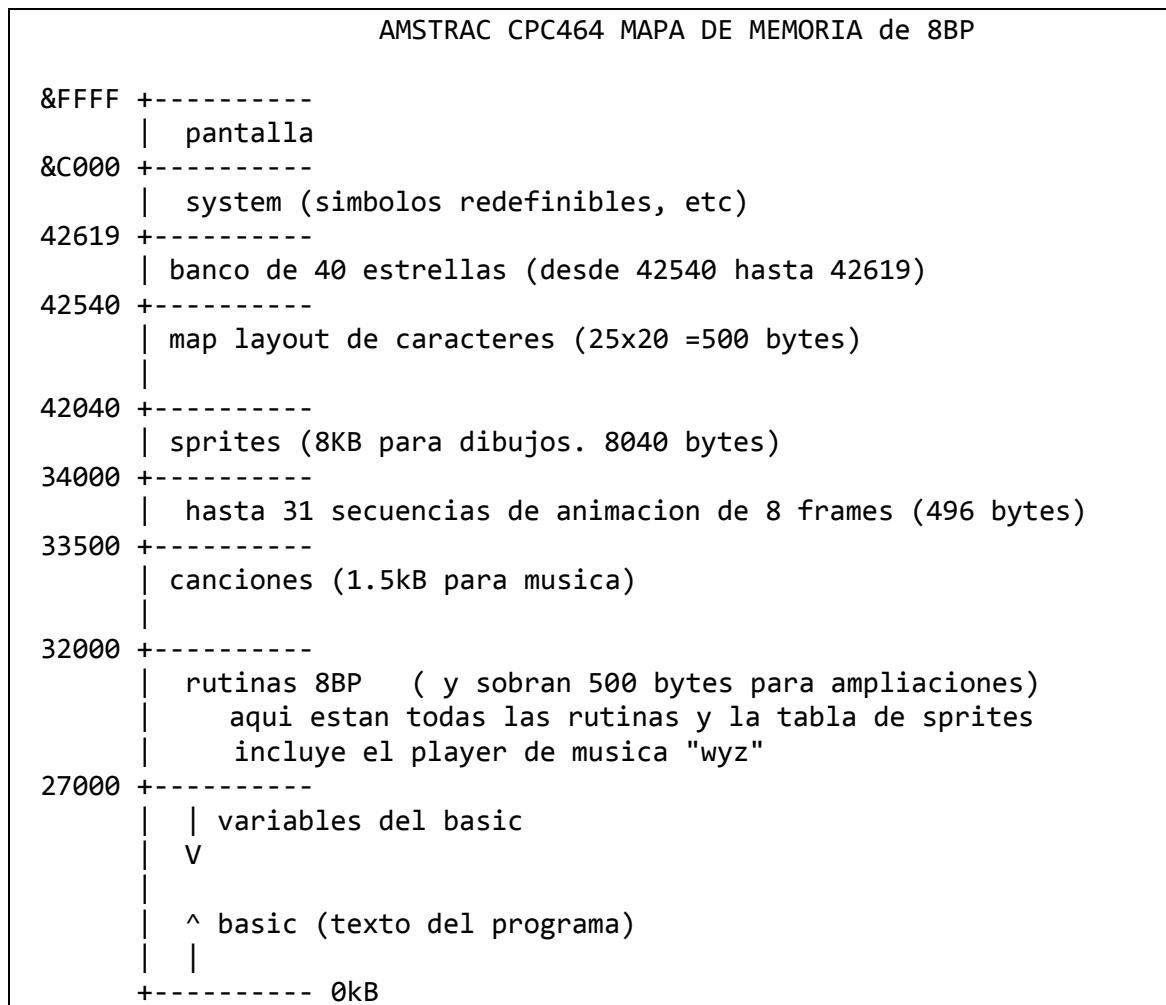 AMSTRAC CPC464 MAPA DE MEMORIA de 8BP
&FFFF +----------
| pantalla
&C000 +----------
| system (simbolos redefinibles, etc)
42619 +----------
| banco de 40 estrellas (desde 42540 hasta 42619)
42540 +----------
| map layout de caracteres (25x20 =500 bytes)
|
42040 +----------
| sprites (8KB para dibujos. 8040 bytes)
34000 +----------
| hasta 31 secuencias de animacion de 8 frames (496 bytes)
33500 +----------
| canciones (1.5kB para musica)
|
32000 +----------
| rutinas 8BP ( y sobran 500 bytes para ampliaciones)
| aqui estan todas las rutinas y la tabla de sprites
| incluye el player de musica "wyz"
27000 +----------
| | variables del basic
| V
|
| ^ basic (texto del programa)
| |
+---------- 0kB